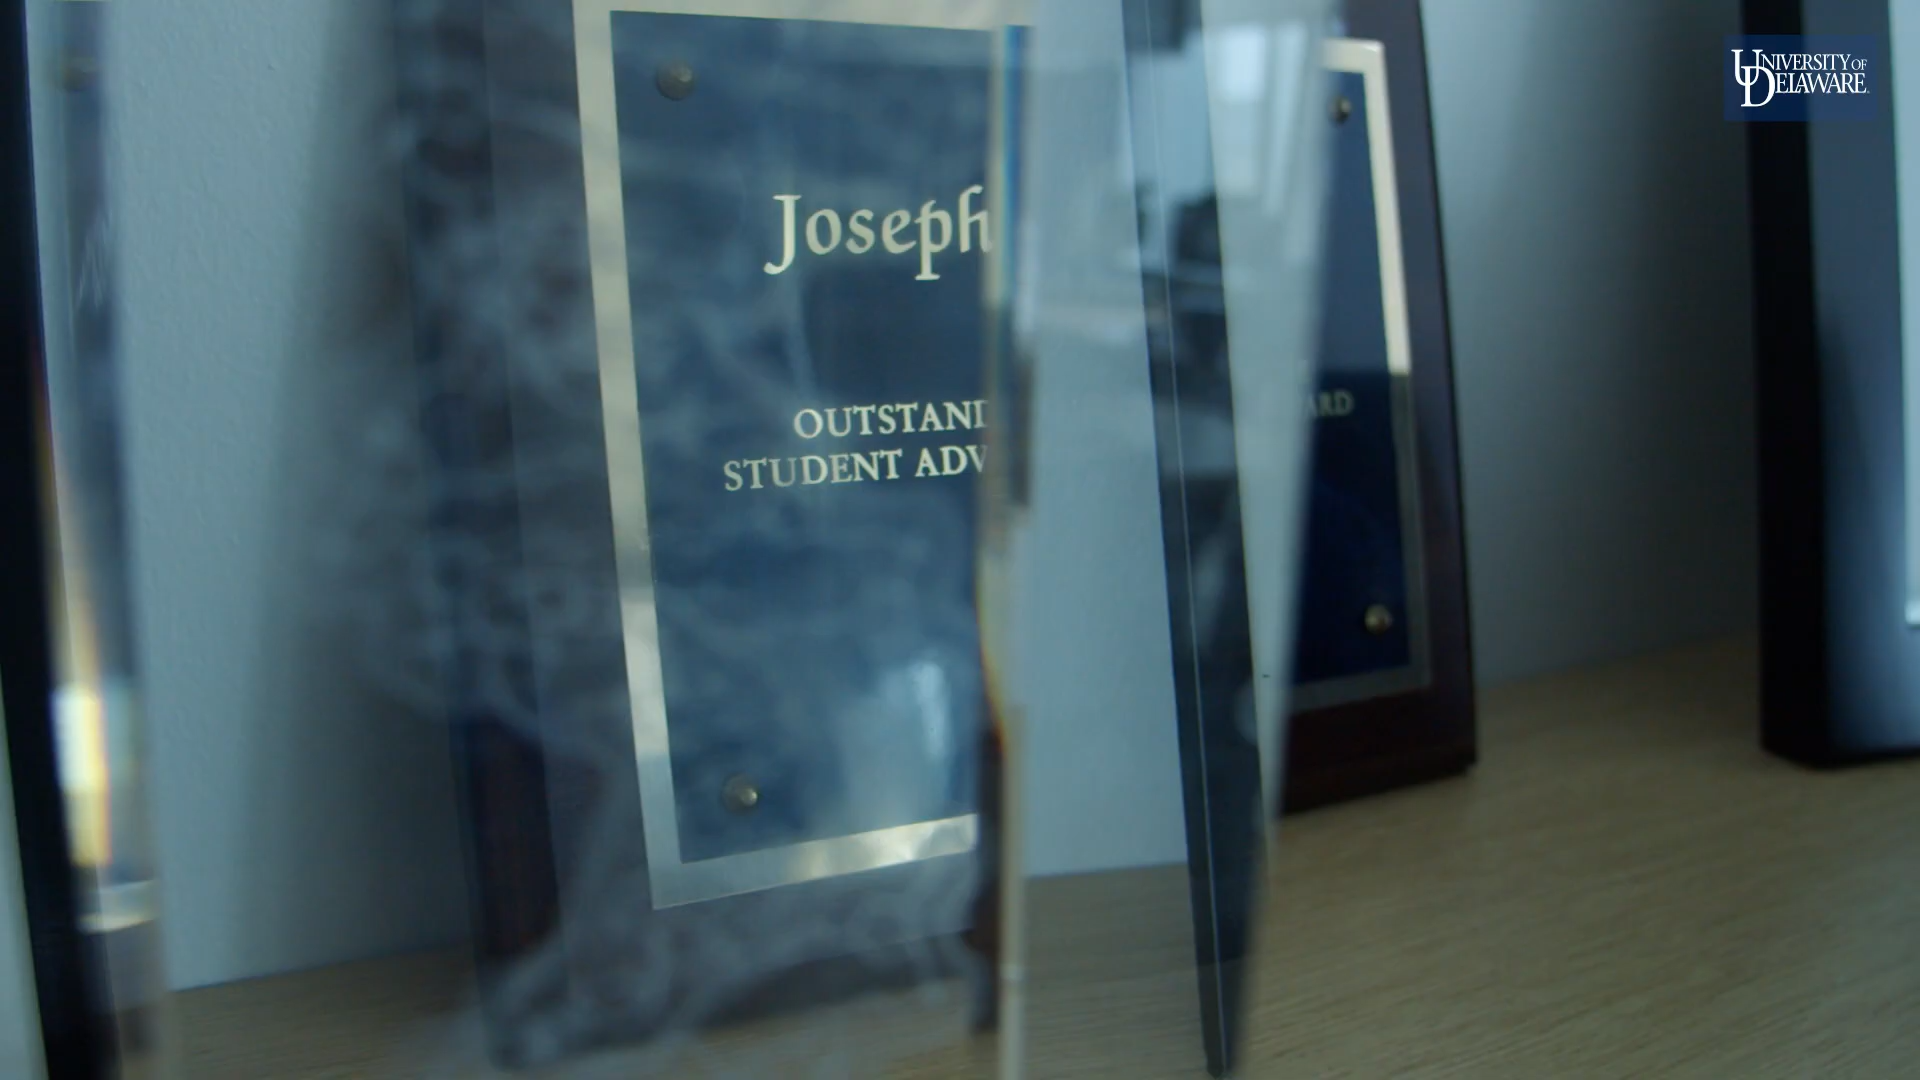 UNIVERSITY OF
DELAWARE
Joseph
OUTSTAND
STUDENT ADV
ARD